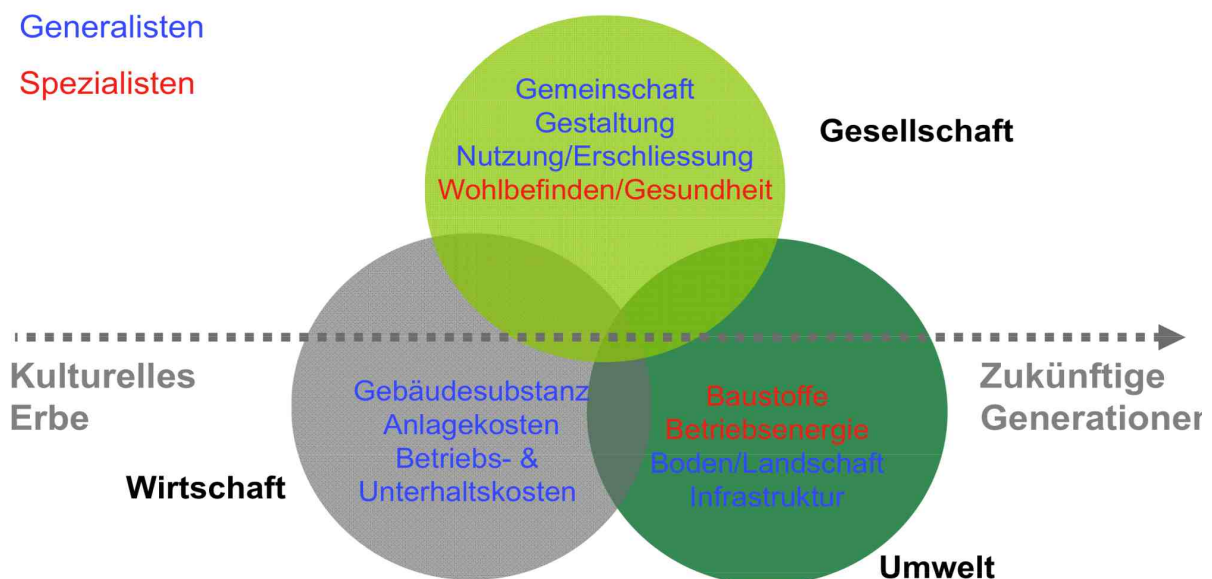 Generalisten
Spezialisten
Gemeinschaft
Gestaltung
Nutzung/Erschliessung
Wohlbefinden/Gesundheit
Gesellschaft
Kulturelles
Erbe
Zukünftige
Generationen
Gebäudesubstanz
Anlagekosten
Betriebs- &
Unterhaltskosten
Wirtschaft
Baustoffe
Betriebsenergie
Boden/Landschaft
Infrastruktur
Umwelt